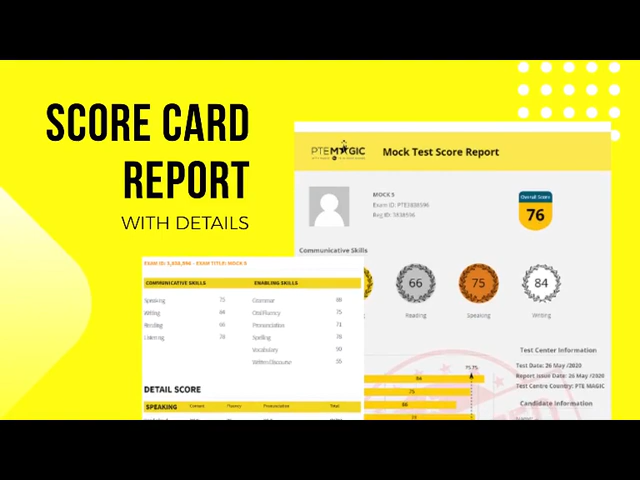 SCORE CARD
REPORT
WITH DETAILS
PTEMAGIC
Mock Test Score Report
MOCK 5
Exam ID: PTE3838596
Reg ID: 3838596
Overall Score
76
Communicative Skills
66
75
84
Reading
Speaking
Writing
Test Center Information
Test Date: 26 May /2020
Report Issue Date: 26 May /2020
Test Centre Country: PTE MAGIC
Candidate Information
EXAM ID: 3,838,596 - EXAM TITLE: MOCK 5
COMMUNICATIVE SKILLS ENABLING SKILLS
Speaking 75 Grammar
Writing 84 Oral Fluency 75
Reading 66 Pronunciation 71
Listening 78 Spelling 78
Vocabulary 90
Written Discourse
DETAIL SCORE
SPEAKING Content Fluency Pronunciation Total
84
75
66